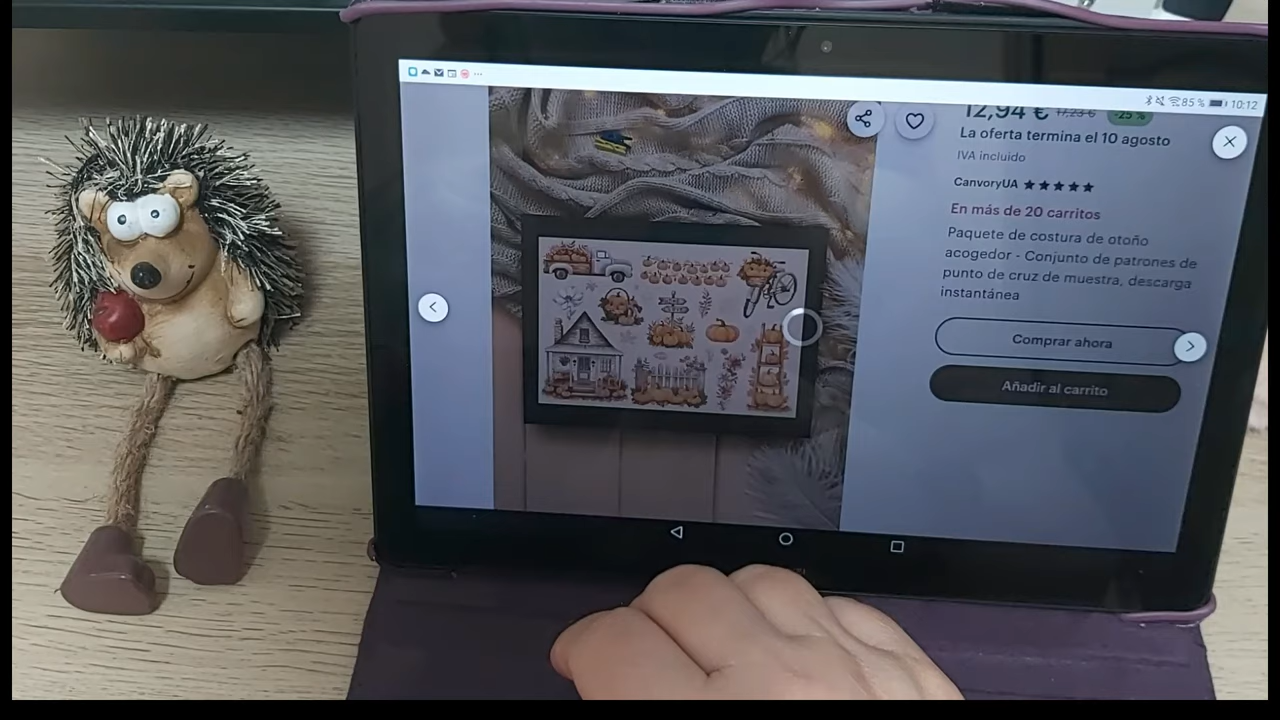 85 % 10:12
12,94 € 17,25 € -25 %
La oferta termina el 10 agosto
IVA incluido
CanvoryUA ★★★★★
En más de 20 carritos
Paquete de costura de otoño
acogedor - Conjunto de patrones de
punto de cruz de muestra, descarga
instantánea
Comprar ahora
Añadir al carrito